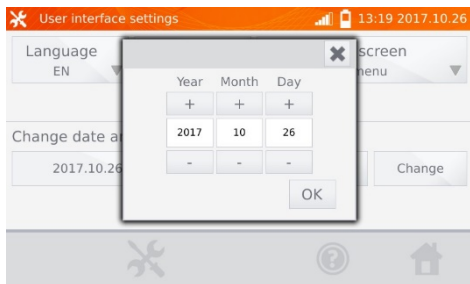 User interface settings
13:19 2017.10.26
Language
EN
screen
menu
Year Month Day
+ + +
2017 10 26
- - -
OK
Change date a
2017.10.26
Change